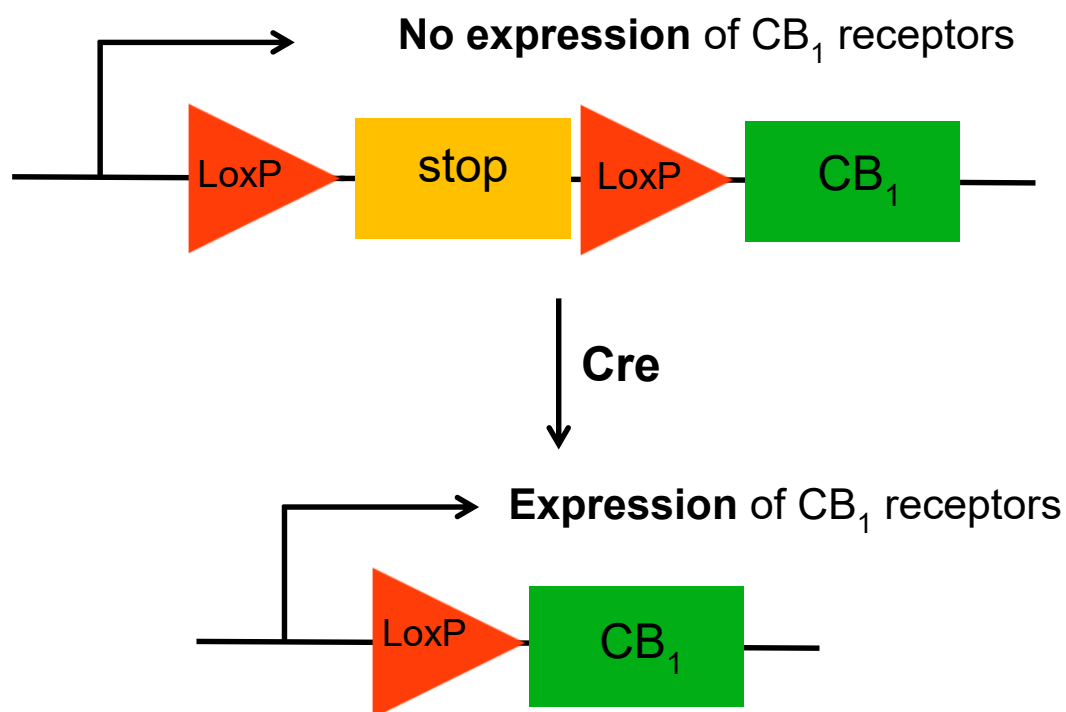 No expression of CB₁ receptors
LoxP stop LoxP CB₁
Cre
Expression of CB₁ receptors
LoxP CB₁